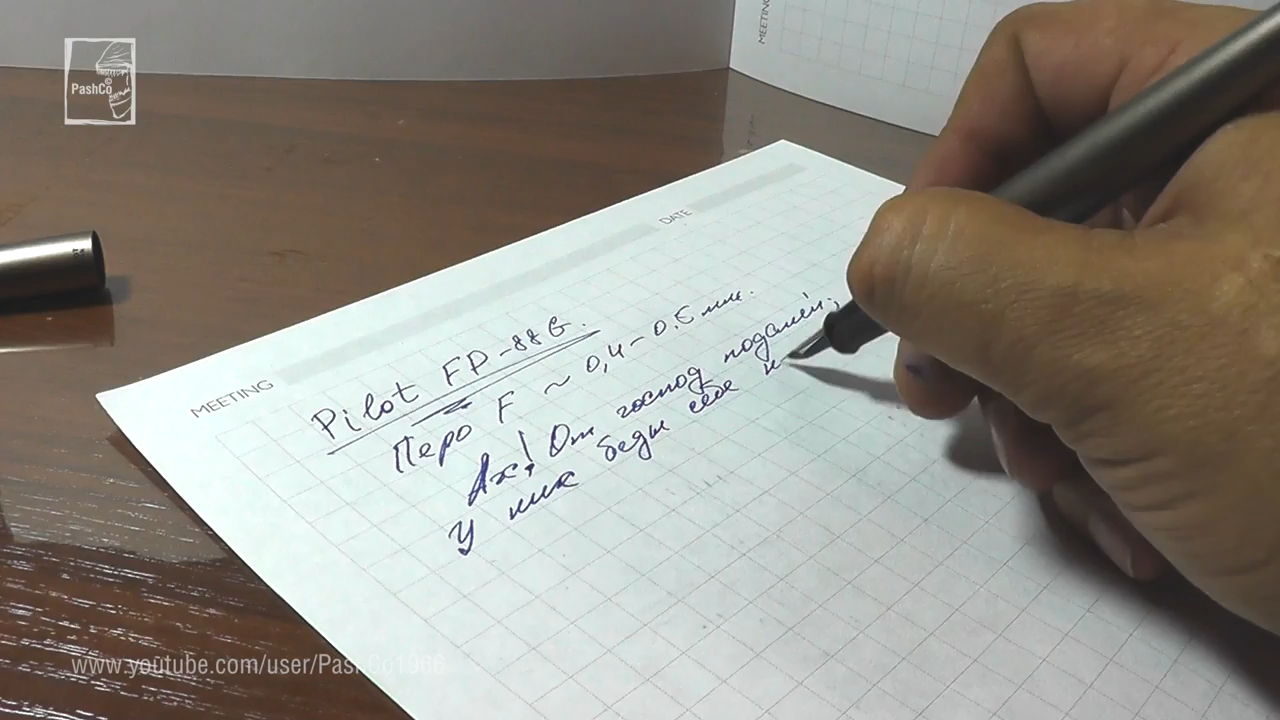 PashCo
MEETING
MEETING
DATE
Pilot FP-88G.
Перо F ~ 0,4-0.5 мм.
Ах! От господ подалей;
У них беды себе н
www.youtube.com/user/PashCo1966